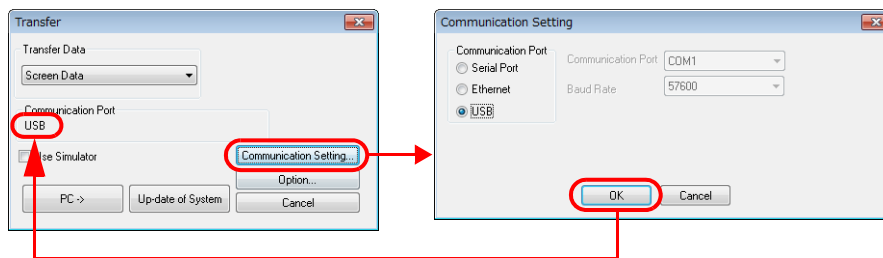 Transfer
Transfer Data
Screen Data
Communication Port
USB
Use Simulator
Communication Setting...
Option...
PC ->
Up-date of System
Cancel
Communication Setting
Communication Port
Serial Port
Ethernet
USB
Communication Port
COM1
Baud Rate
57600
OK
Cancel